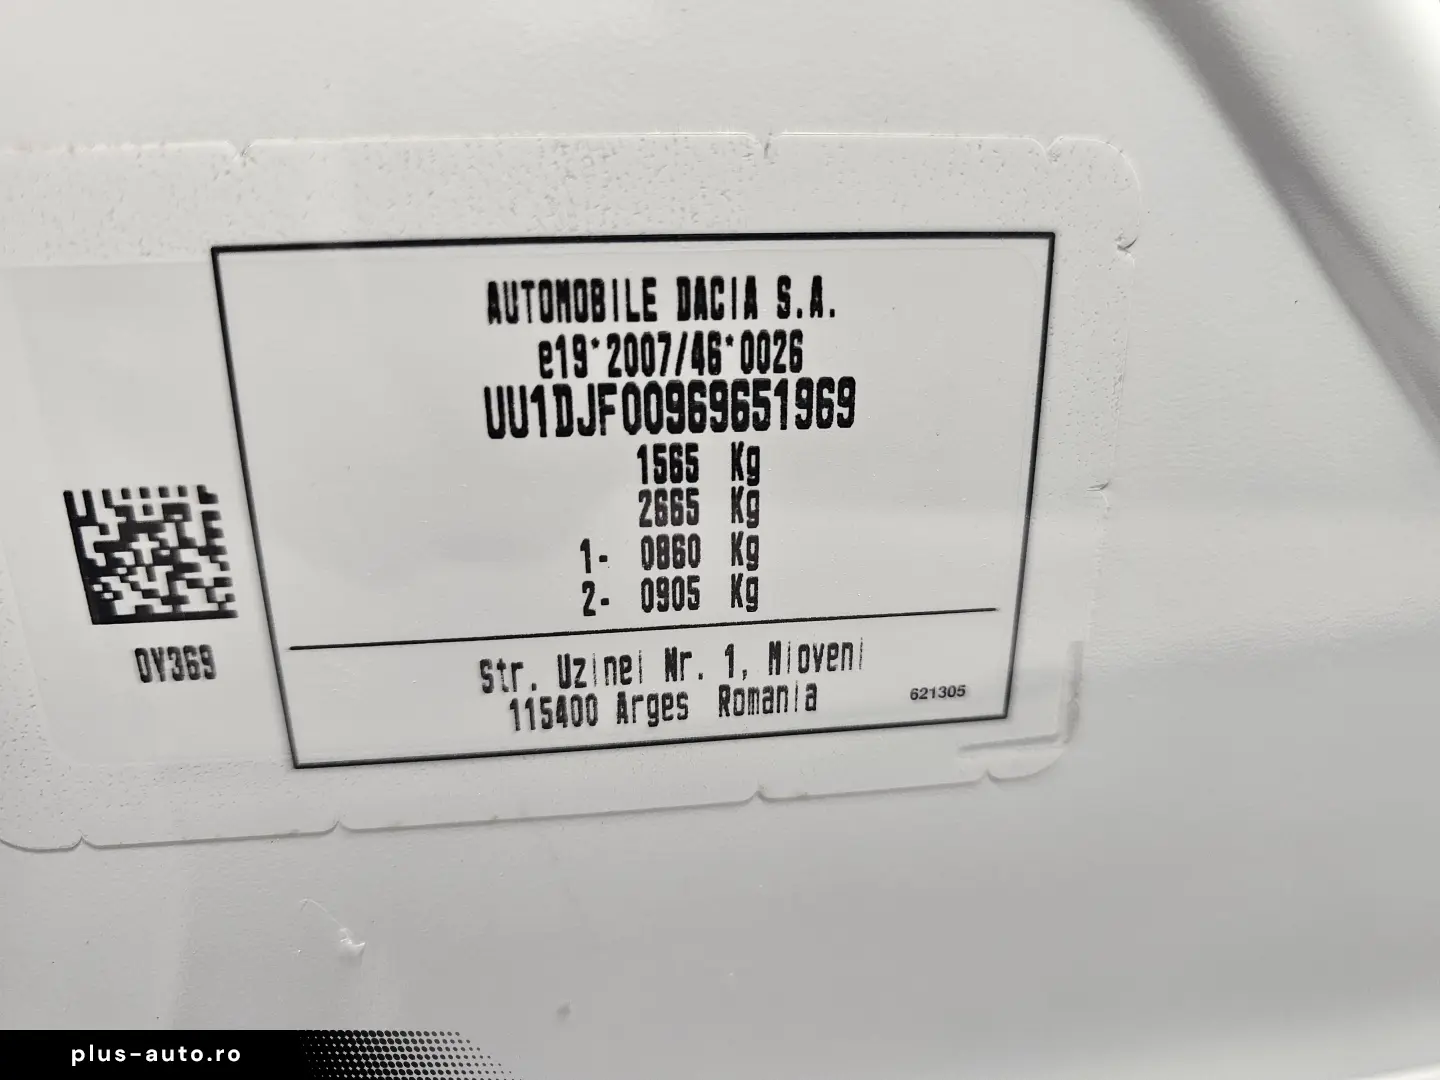 AUTOMOBILE DACIA S.A.
e19*2007/46*0026
UU1DJF00969651969
1565 Kg
2665 Kg
1- 0860 Kg
2- 0905 Kg
0V369
Str. Uzinei Nr. 1, Mioveni
115400 Arges Romania
621305
plus-auto.ro